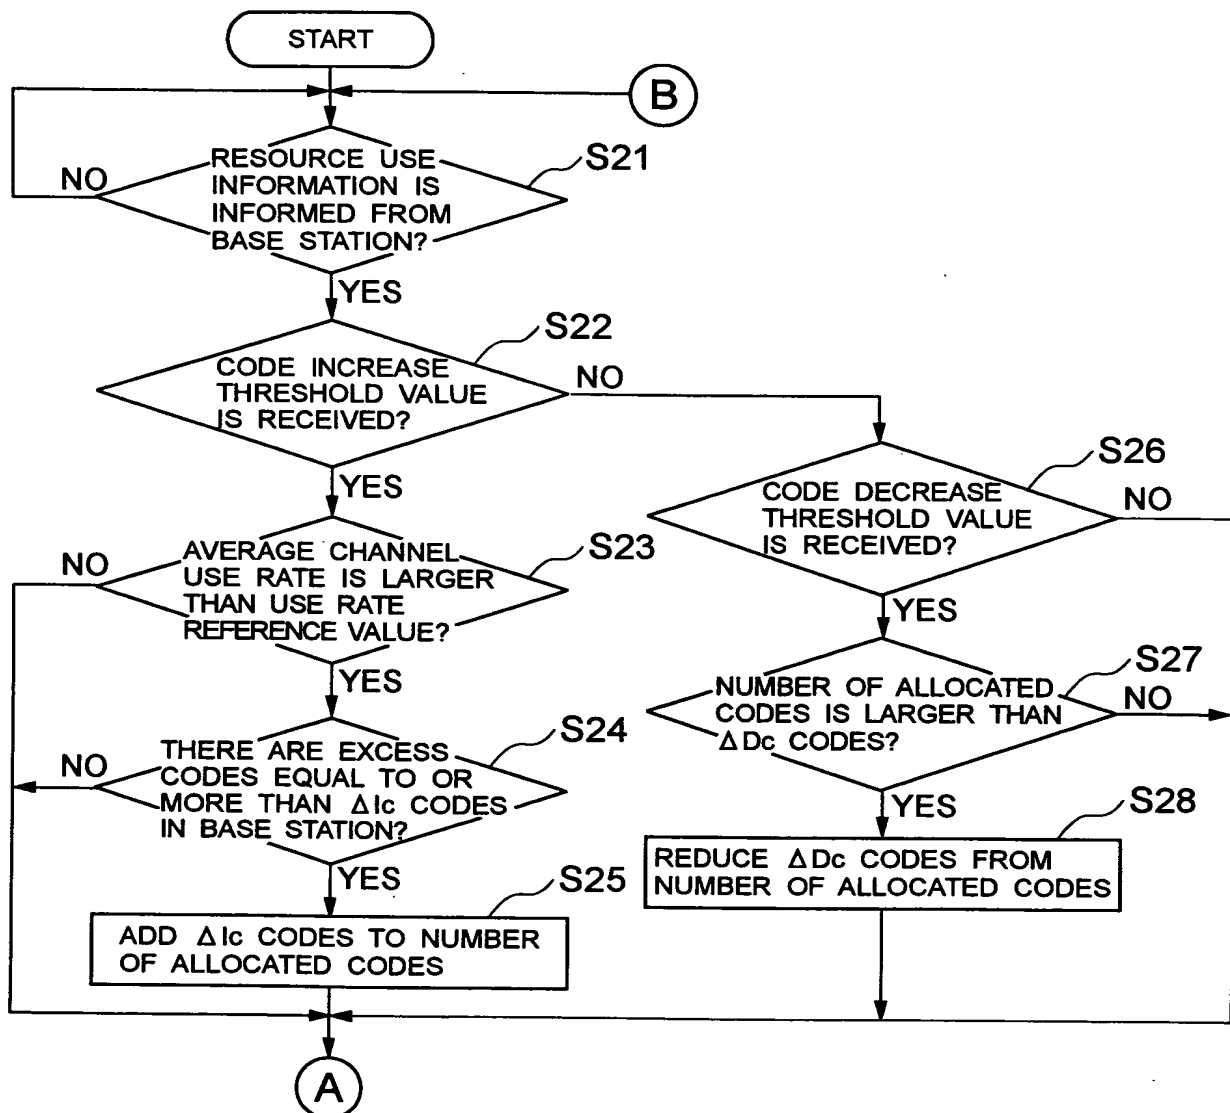 START
B
RESOURCE USE
INFORMATION IS
INFORMED FROM
BASE STATION?
S21
NO
YES
CODE INCREASE
THRESHOLD VALUE
IS RECEIVED?
S22
NO
YES
AVERAGE CHANNEL
USE RATE IS LARGER
THAN USE RATE
REFERENCE VALUE?
S23
NO
YES
THERE ARE EXCESS
CODES EQUAL TO OR
MORE THAN ΔIc CODES
IN BASE STATION?
S24
NO
YES
S25
ADD ΔIc CODES TO NUMBER
OF ALLOCATED CODES
CODE DECREASE
THRESHOLD VALUE
IS RECEIVED?
S26
NO
YES
NUMBER OF ALLOCATED
CODES IS LARGER THAN
ΔDc CODES?
S27
NO
YES
S28
REDUCE ΔDc CODES FROM
NUMBER OF ALLOCATED CODES
A